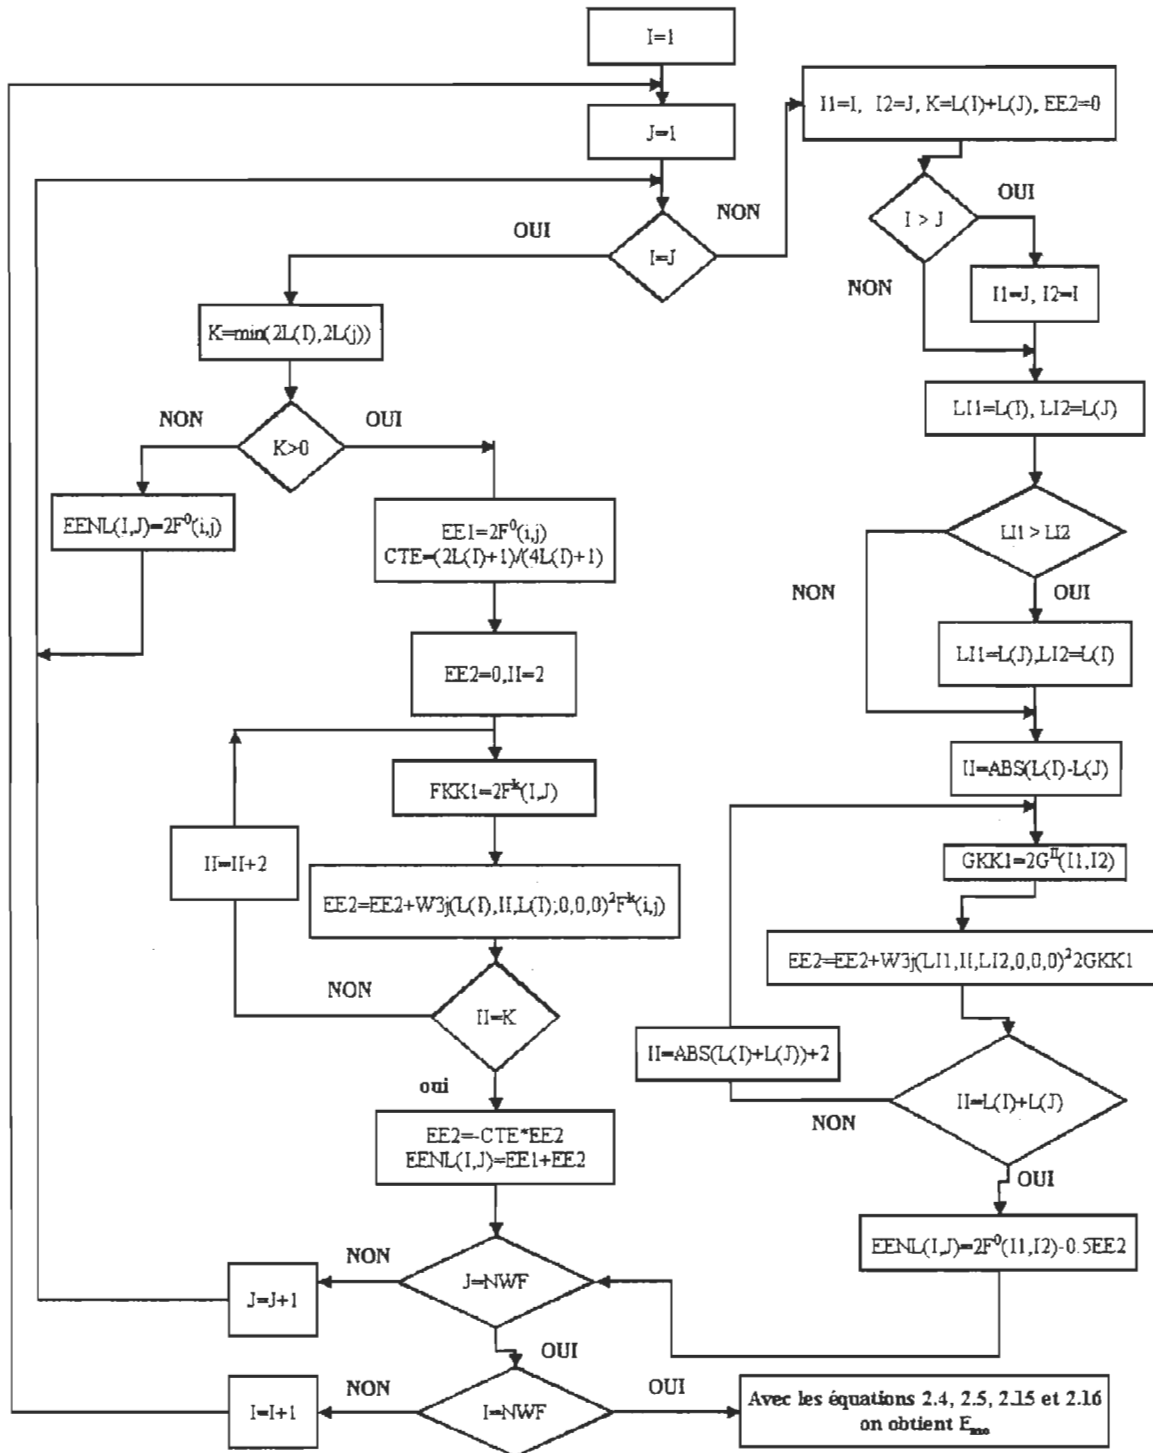 I=1
J=1
I1=I, I2=J, K=L(I)+L(J), EE2=0
OUI
NON
I=J
I > J
OUI
NON
I1=J, I2=I
K=min(2L(I),2L(j))
NON
OUI
K>0
LI1=L(I), LI2=L(J)
EENL(I,J)=2F⁰(i,j)
EE1=2F⁰(i,j)
CTE=(2L(I)+1)/(4L(I)+1)
LI1 > LI2
NON
OUI
EE2=0,II=2
LI1=L(J),LI2=L(I)
II=ABS(L(I)-L(J)
FKK1=2Fᵏ(I,J)
II=II+2
GKK1=2Gᴵᴵ(I1,I2)
EE2=EE2+W3j(L(I),II,L(I);0,0,0)²Fᵏ(i,j)
EE2=EE2+W3j(LI1,II,LI2,0,0,0)²2GKK1
NON
II=K
II=ABS(L(I)+L(J))+2
II=L(I)+L(J)
NON
oui
OUI
EE2=-CTE*EE2
EENL(I,J)=EE1+EE2
EENL(I,J)=2F⁰(I1,I2)-0.5EE2
NON
J=NWF
J=J+1
OUI
NON
I=NWF
I=I+1
OUI
Avec les équations 2.4, 2.5, 2.15 et 2.16
on obtient